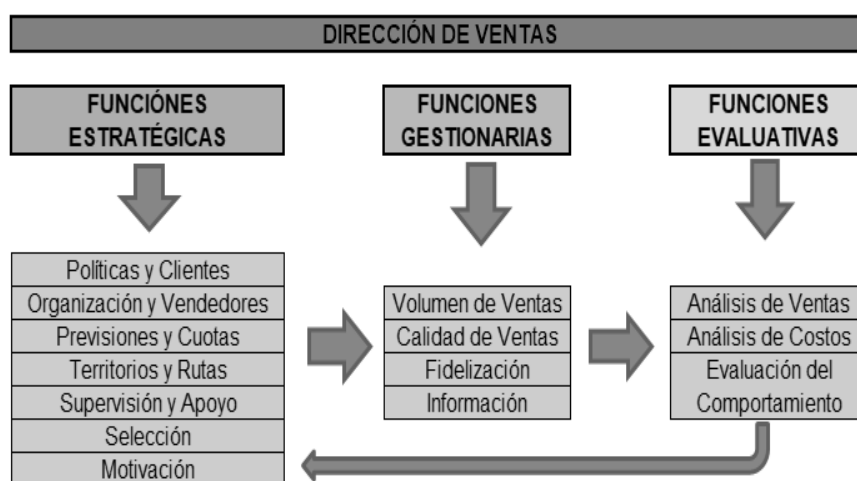 DIRECCIÓN DE VENTAS
FUNCIÓNES
ESTRATÉGICAS
FUNCIONES
GESTIONARIAS
FUNCIONES
EVALUATIVAS
Políticas y Clientes
Organización y Vendedores
Previsiones y Cuotas
Territorios y Rutas
Supervisión y Apoyo
Selección
Motivación
Volumen de Ventas
Calidad de Ventas
Fidelización
Información
Análisis de Ventas
Análisis de Costos
Evaluación del
Comportamiento